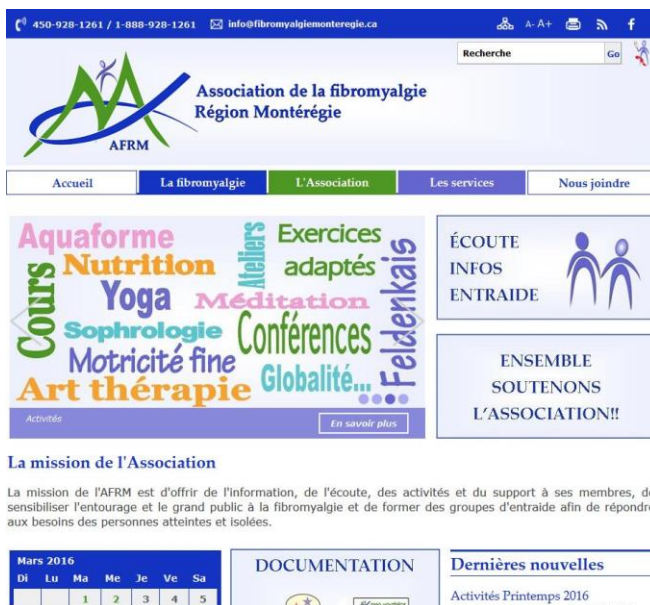 450-928-1261 / 1-888-928-1261 info@fibromyalgiemonteregie.ca A- A+
Recherche Go
Association de la fibromyalgie
Région Montérégie
AFRM
Accueil La fibromyalgie L'Association Les services Nous joindre
Aquaforme
Cours
Nutrition
Ateliers
Exercices
adaptés
Yoga
Méditation
Feldenkais
Sophrologie
Conférences
Motricité fine
Art thérapie
Globalité...
Activités
En savoir plus
ÉCOUTE
INFOS
ENTRAIDE
ENSEMBLE
SOUTENONS
L'ASSOCIATION!!
La mission de l'Association
La mission de l'AFRM est d'offrir de l'information, de l'écoute, des activités et du support à ses membres, d
sensibiliser l'entourage et le grand public à la fibromyalgie et de former des groupes d'entraide afin de répondr
aux besoins des personnes atteintes et isolées.
Mars 2016
Di Lu Ma Me Je Ve Sa
1 2 3 4 5
DOCUMENTATION
Dernières nouvelles
Activités Printemps 2016